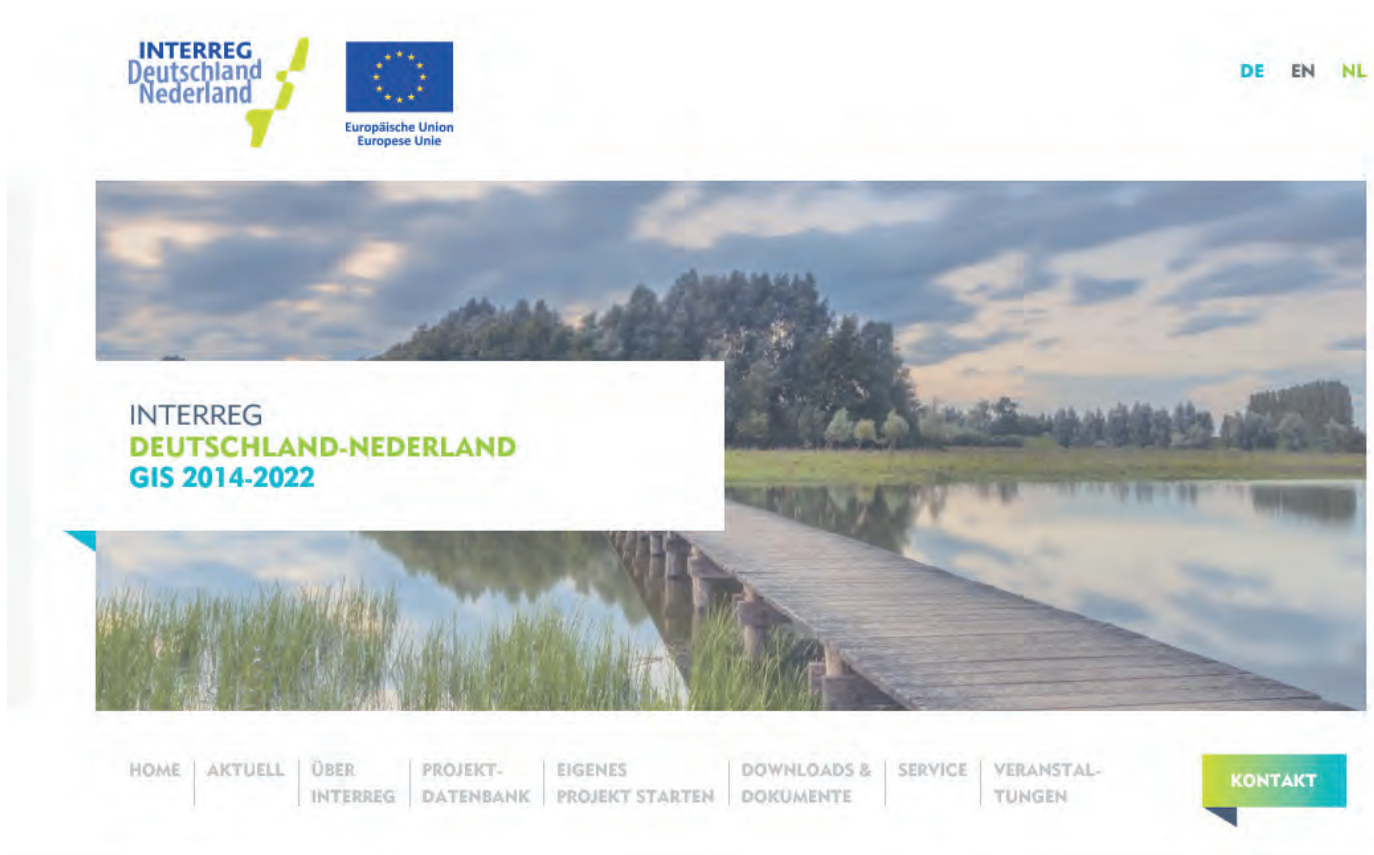 INTERREG
Deutschland
Nederland
Europäische Union
Europese Unie
DE EN NL
INTERREG
DEUTSCHLAND-NEDERLAND
GIS 2014-2022
HOME
AKTUELL
ÜBER
INTERREG
PROJEKT-
DATENBANK
EIGENES
PROJEKT STARTEN
DOWNLOADS &
DOKUMENTE
SERVICE
VERANSTAL-
TUNGEN
KONTAKT